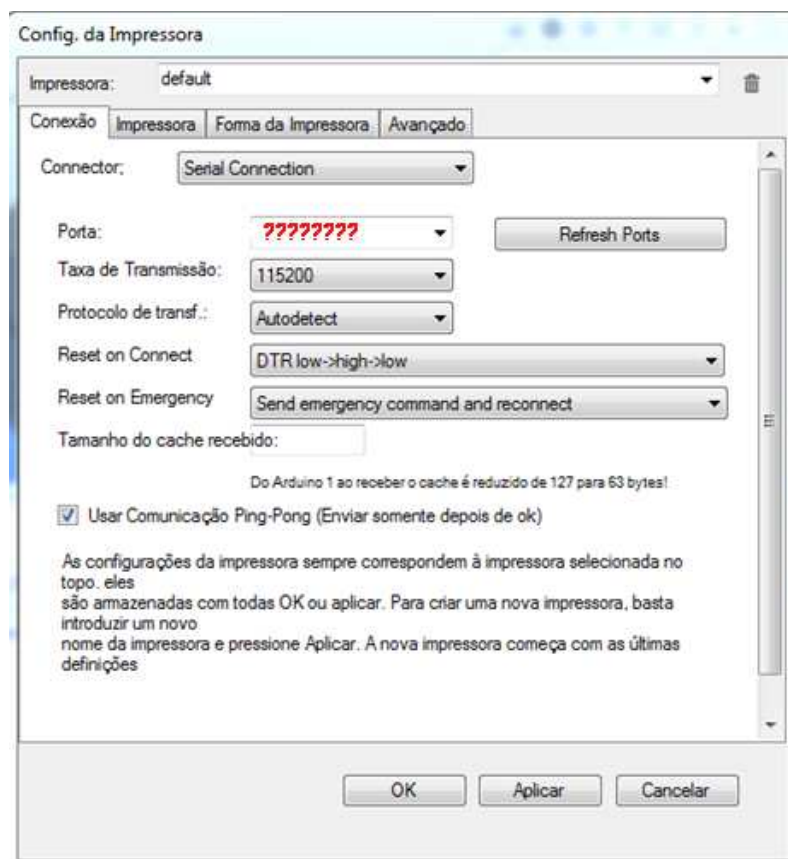 Config. da Impressora
Impressora: default
Conexão Impressora Forma da Impressora Avançado
Connector: Serial Connection
Porta: ???????? Refresh Ports
Taxa de Transmissão: 115200
Protocolo de transf.: Autodetect
Reset on Connect DTR low->high->low
Reset on Emergency Send emergency command and reconnect
Tamanho do cache recebido:
Do Arduino 1 ao receber o cache é reduzido de 127 para 63 bytes!
Usar Comunicação Ping-Pong (Enviar somente depois de ok)
As configurações da impressora sempre correspondem à impressora selecionada no
topo. eles
são armazenadas com todas OK ou aplicar. Para criar uma nova impressora, basta
introduzir um novo
nome da impressora e pressione Aplicar. A nova impressora começa com as últimas
definições
OK Aplicar Cancelar